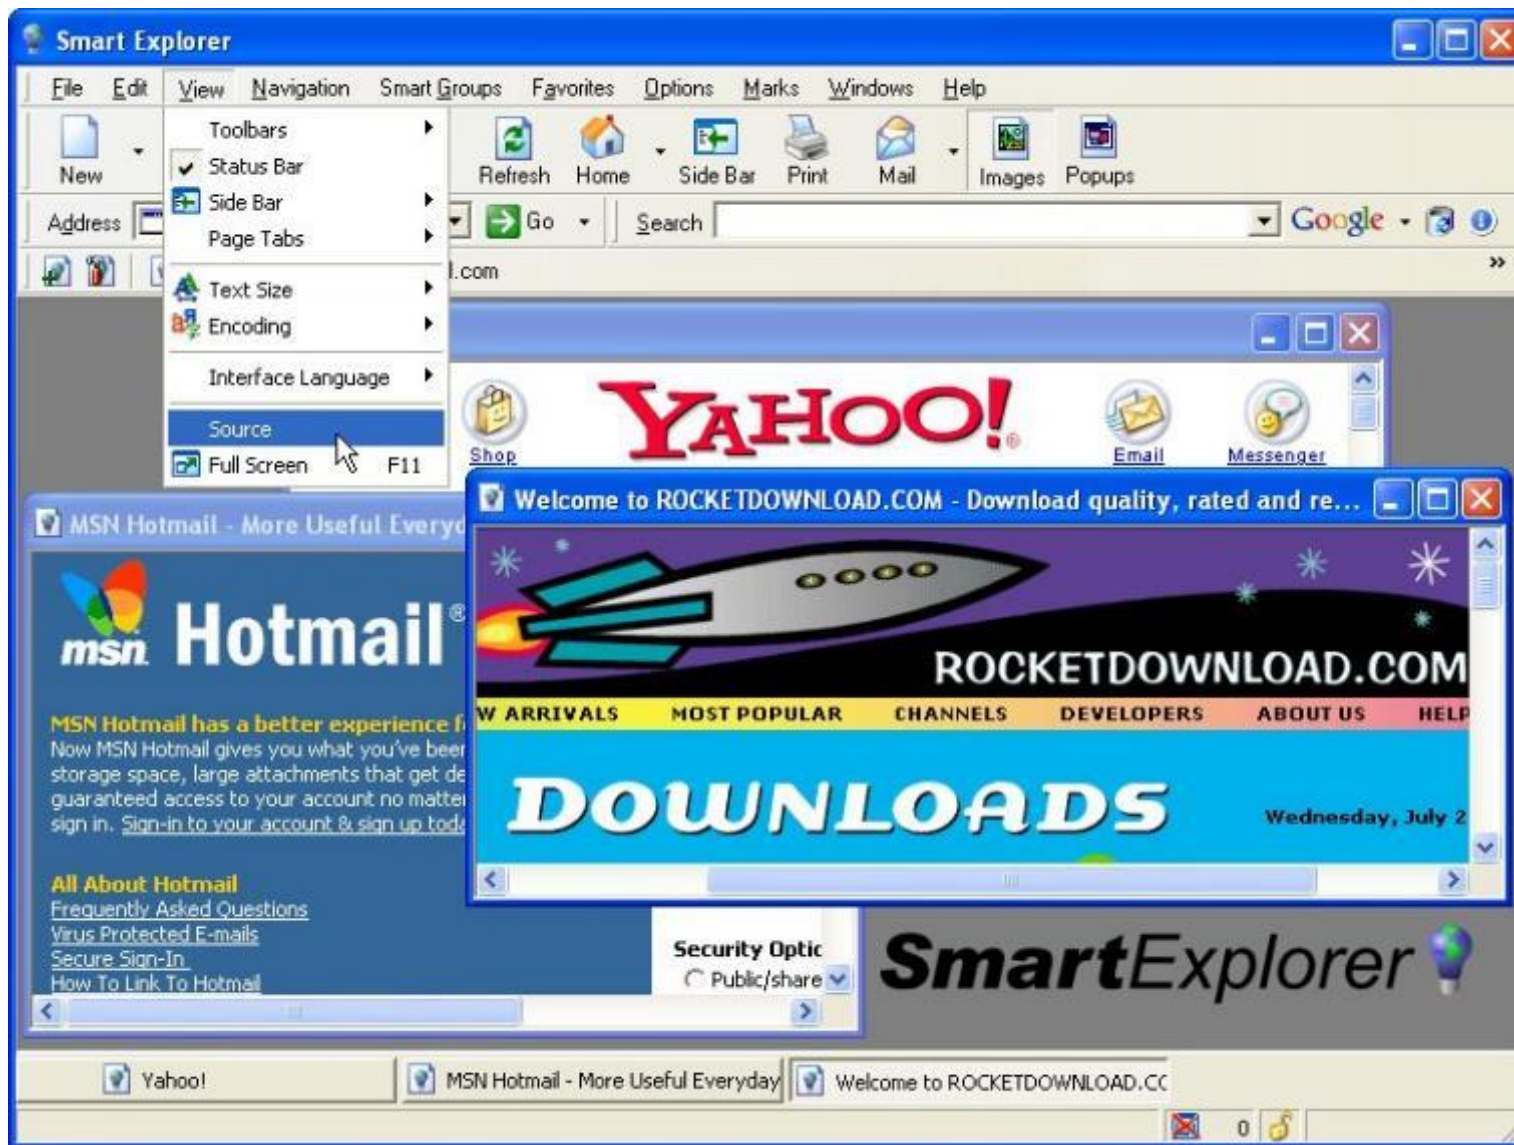 Smart Explorer
File Edit View Navigation Smart Groups Favorites Options Marks Windows Help
New Refresh Home Side Bar Print Mail Images Popups
Toolbars
Status Bar
Side Bar
Page Tabs
Text Size
Encoding
Interface Language
Source
Full Screen F11
Address Go Search Google
l.com
YAHOO!
Shop Email Messenger
MSN Hotmail - More Useful Everyd
msn Hotmail
MSN Hotmail has a better experience f
Now MSN Hotmail gives you what you've been
storage space, large attachments that get de
guaranteed access to your account no matter
sign in. Sign-in to your account & sign up toda
All About Hotmail
Frequently Asked Questions
Virus Protected E-mails
Secure Sign-In
How To Link To Hotmail
Security Optic
Public/share
Welcome to ROCKETDOWNLOAD.COM - Download quality, rated and re...
ROCKETDOWNLOAD.COM
W ARRIVALS MOST POPULAR CHANNELS DEVELOPERS ABOUT US HELP
DOWNLOADS
Wednesday, July 2
SmartExplorer
Yahoo! MSN Hotmail - More Useful Everyday Welcome to ROCKETDOWNLOAD.CC
0